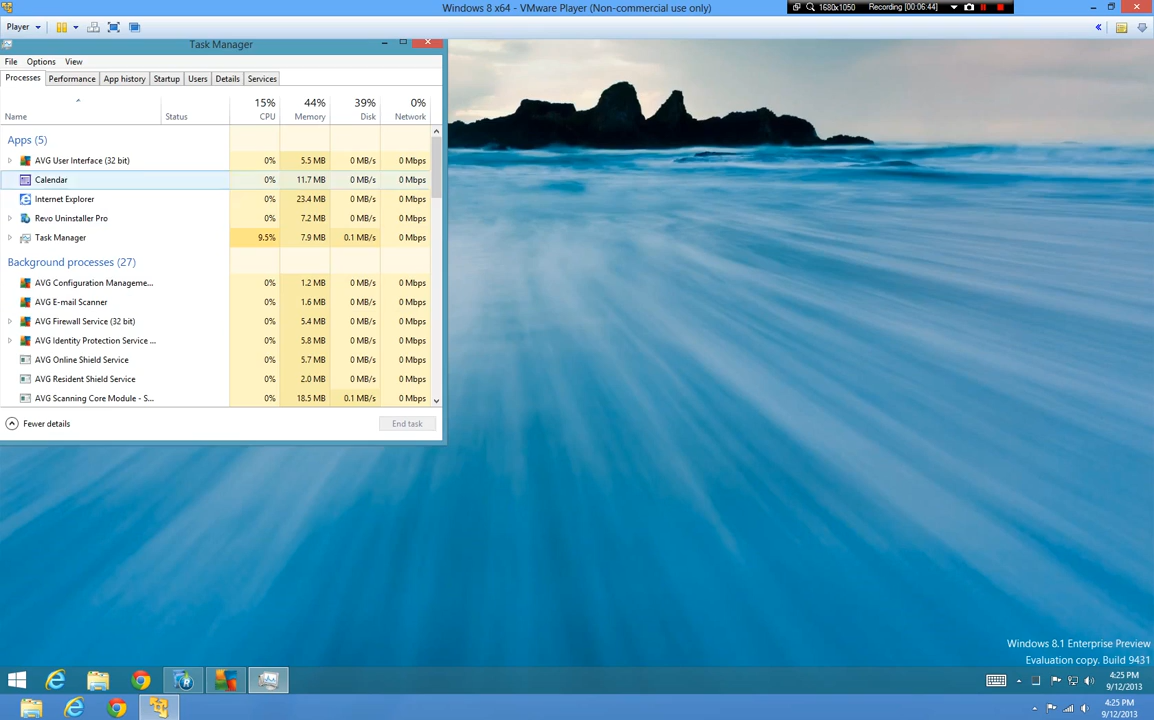 Windows 8 x64 - VMware Player (Non-commercial use only)
1680x1050
Recording [00:06:44]
Player
Task Manager
File Options View
Processes Performance App history Startup Users Details Services
15% 44% 39% 0%
Name Status CPU Memory Disk Network
Apps (5)
AVG User Interface (32 bit) 0% 5.5 MB 0 MB/s 0 Mbps
Calendar 0% 11.7 MB 0 MB/s 0 Mbps
Internet Explorer 0% 23.4 MB 0 MB/s 0 Mbps
Revo Uninstaller Pro 0% 7.2 MB 0 MB/s 0 Mbps
Task Manager 9.5% 7.9 MB 0.1 MB/s 0 Mbps
Background processes (27)
AVG Configuration Manageme... 0% 1.2 MB 0 MB/s 0 Mbps
AVG E-mail Scanner 0% 1.6 MB 0 MB/s 0 Mbps
AVG Firewall Service (32 bit) 0% 5.4 MB 0 MB/s 0 Mbps
AVG Identity Protection Service ... 0% 5.8 MB 0 MB/s 0 Mbps
AVG Online Shield Service 0% 5.7 MB 0 MB/s 0 Mbps
AVG Resident Shield Service 0% 2.0 MB 0 MB/s 0 Mbps
AVG Scanning Core Module - S... 0% 18.5 MB 0.1 MB/s 0 Mbps
Fewer details End task
Windows 8.1 Enterprise Preview
Evaluation copy. Build 9431
4:25 PM
9/12/2013
4:25 PM
9/12/2013